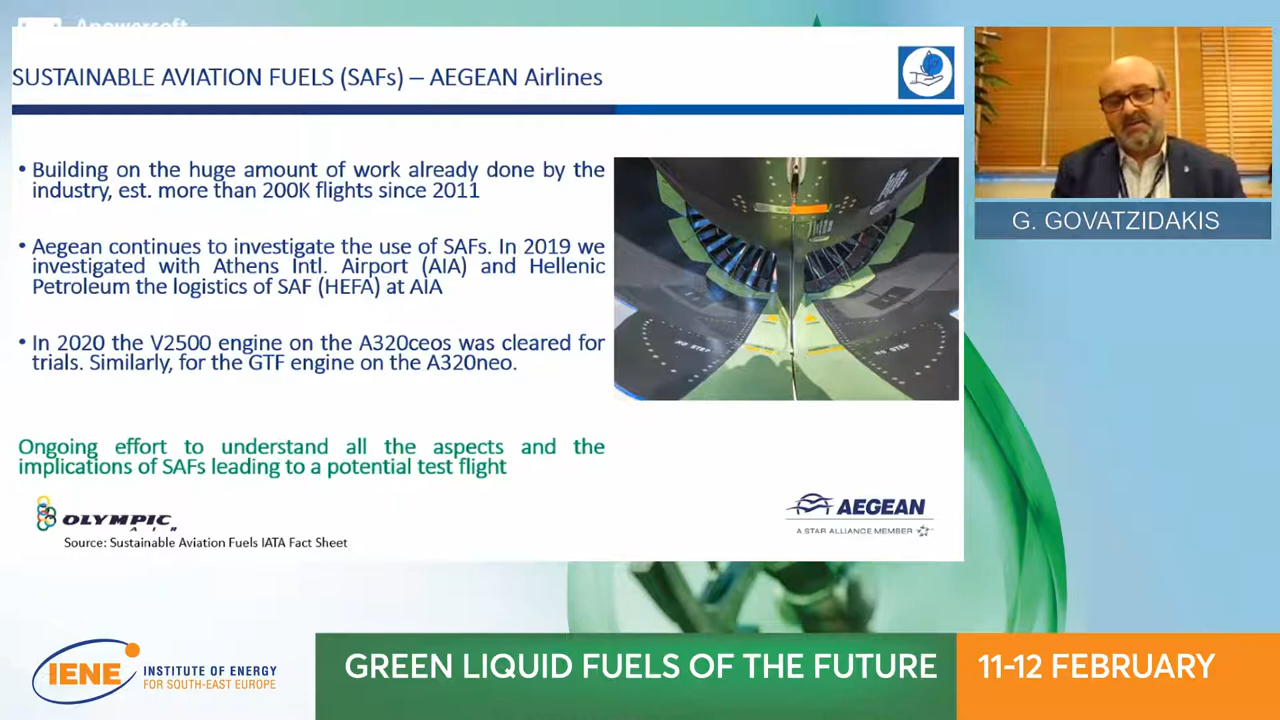 Apowersoft
SUSTAINABLE AVIATION FUELS (SAFs) – AEGEAN Airlines
• Building on the huge amount of work already done by the
industry, est. more than 200K flights since 2011
• Aegean continues to investigate the use of SAFs. In 2019 we
investigated with Athens Intl. Airport (AIA) and Hellenic
Petroleum the logistics of SAF (HEFA) at AIA
• In 2020 the V2500 engine on the A320ceos was cleared for
trials. Similarly, for the GTF engine on the A320neo.
Ongoing effort to understand all the aspects and the
implications of SAFs leading to a potential test flight
NO STEP
NO STEP
OLYMPIC
AIR
Source: Sustainable Aviation Fuels IATA Fact Sheet
AEGEAN
A STAR ALLIANCE MEMBER
G. GOVATZIDAKIS
IENE
INSTITUTE OF ENERGY
FOR SOUTH-EAST EUROPE
GREEN LIQUID FUELS OF THE FUTURE
11-12 FEBRUARY